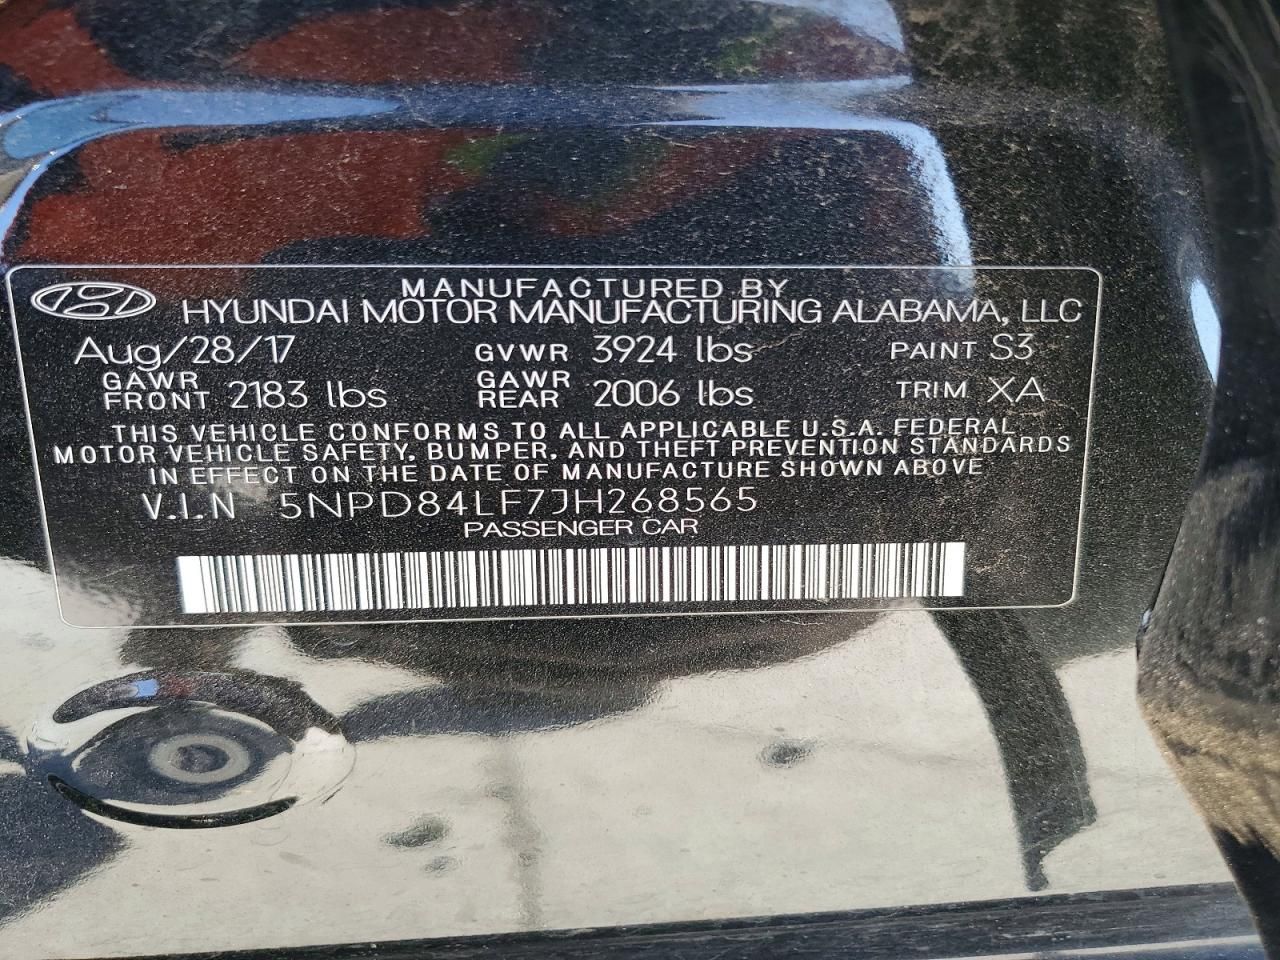 MANUFACTURED BY
HYUNDAI MOTOR MANUFACTURING ALABAMA, LLC
Aug/28/17 GVWR 3924 lbs PAINT S3
GAWR FRONT 2183 lbs GAWR REAR 2006 lbs TRIM XA
THIS VEHICLE CONFORMS TO ALL APPLICABLE U.S.A. FEDERAL
MOTOR VEHICLE SAFETY, BUMPER, AND THEFT PREVENTION STANDARDS
IN EFFECT ON THE DATE OF MANUFACTURE SHOWN ABOVE
V.I.N 5NPD84LF7JH268565
PASSENGER CAR